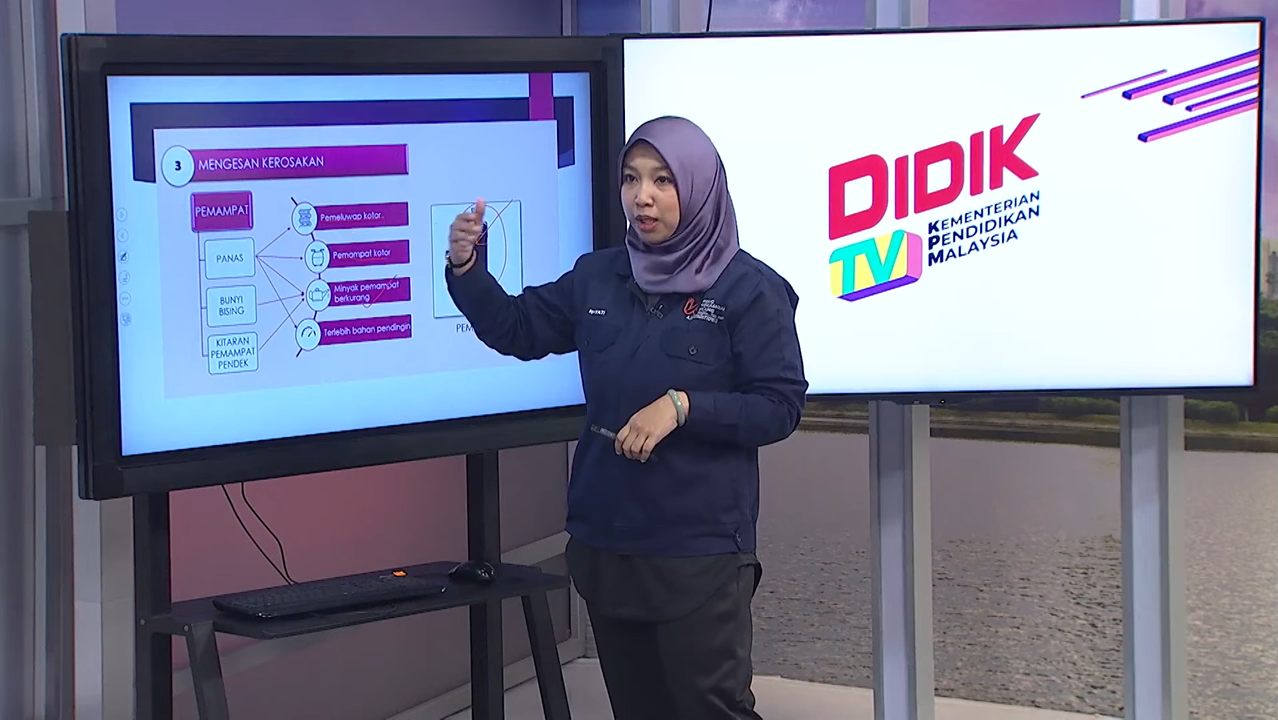 3
MENGESAN KEROSAKAN
PEMAMPAT
PANAS
BUNYI
BISING
KITARAN
PEMAMPAT
PENDEK
Pemeluwap kotor
Pemampat kotor
Minyak pemampat
berkurang
Terlebih bahan pendingin
DIDIK
TV
KEMENTERIAN
PENDIDIKAN
MALAYSIA